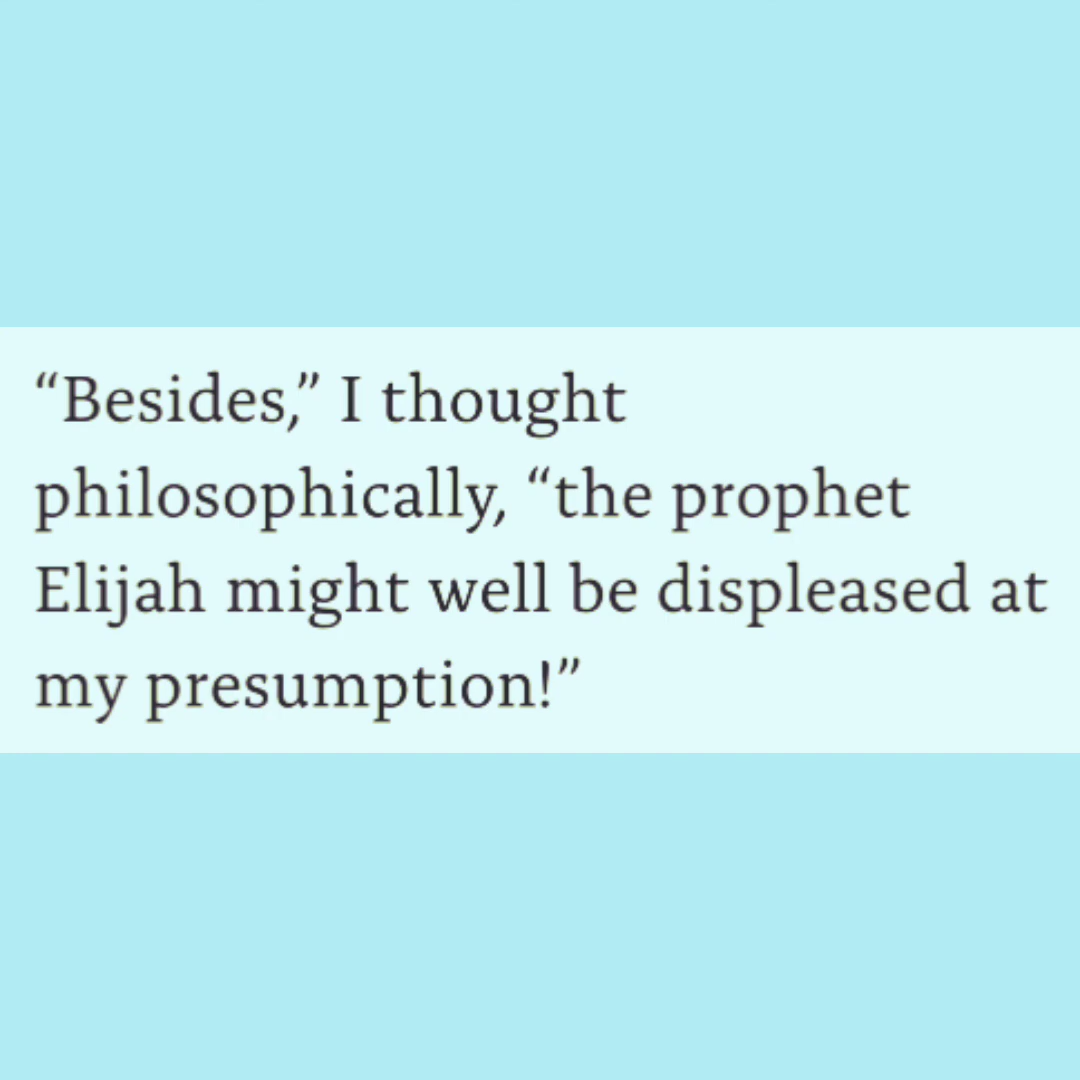 “Besides,” I thought
philosophically, “the prophet
Elijah might well be displeased at
my presumption!”